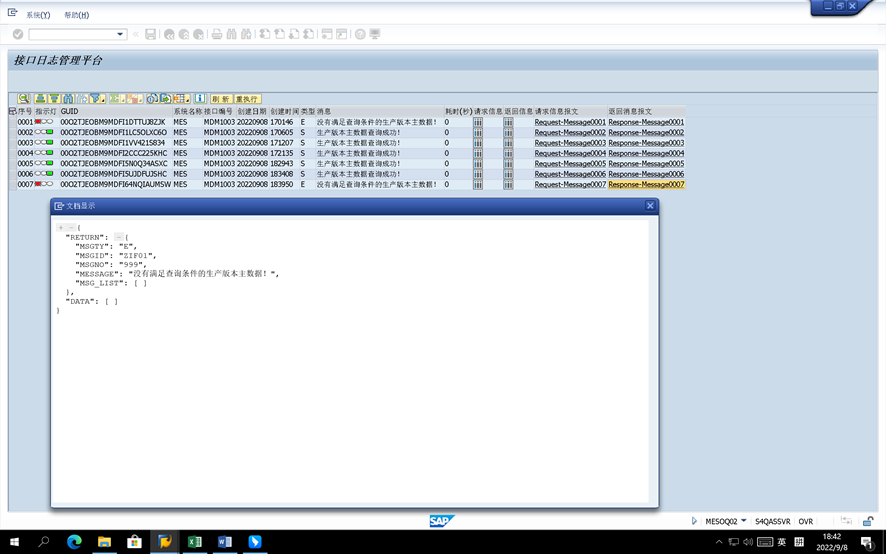 系统(Y) 帮助(H)
接口日志管理平台
刷 新 重执行
序号 指示灯 GUID 系统名称 接口编号 创建日期 创建时间 类型 消息 耗时(秒) 请求信息 返回信息 请求信息报文 返回消息报文
0001 00O2TJEOBM9MDFI1DTTUJ8ZJK MES MDM1003 20220908 170146 E 没有满足查询条件的生产版本主数据! 0 Request-Message0001 Response-Message0001
0002 00O2TJEOBM9MDFI1LC5OLXC6O MES MDM1003 20220908 170605 S 生产版本主数据查询成功! 0 Request-Message0002 Response-Message0002
0003 00O2TJEOBM9MDFI1VV421S834 MES MDM1003 20220908 171207 S 生产版本主数据查询成功! 0 Request-Message0003 Response-Message0003
0004 00O2TJEOBM9MDFI2CCC225KHC MES MDM1003 20220908 172135 S 生产版本主数据查询成功! 0 Request-Message0004 Response-Message0004
0005 00O2TJEOBM9MDFI5N0Q34ASXC MES MDM1003 20220908 182943 S 生产版本主数据查询成功! 0 Request-Message0005 Response-Message0005
0006 00O2TJEOBM9MDFI5UJDFUJSHC MES MDM1003 20220908 183408 S 生产版本主数据查询成功! 0 Request-Message0006 Response-Message0006
0007 00O2TJEOBM9MDFI64NQIAUMSW MES MDM1003 20220908 183950 E 没有满足查询条件的生产版本主数据! 0 Request-Message0007 Response-Message0007
文档显示
{
"RETURN": {
"MSGTY": "E",
"MSGID": "ZIF01",
"MSGNO": "999",
"MESSAGE": "没有满足查询条件的生产版本主数据!",
"MSG_LIST": [ ]
},
"DATA": [ ]
}
SAP MESOQ02 S4QASSVR OVR
英 拼 18:42
2022/9/8